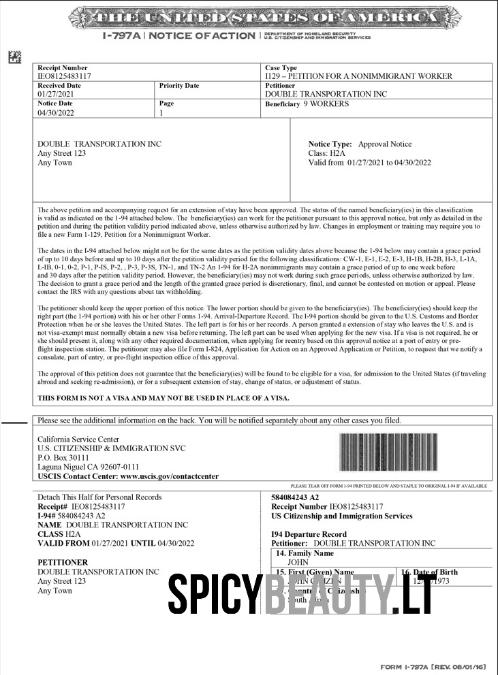 THE UNITED STATES OF AMERICA
I-797A | NOTICE OF ACTION | DEPARTMENT OF HOMELAND SECURITY
U.S. CITIZENSHIP AND IMMIGRATION SERVICES
Receipt Number
IEO8125483117
Case Type
I129 – PETITION FOR A NONIMMIGRANT WORKER
Received Date
01/27/2021
Priority Date
Petitioner
DOUBLE TRANSPORTATION INC
Notice Date
04/30/2022
Page
1
Beneficiary 9 WORKERS
DOUBLE TRANSPORTATION INC
Any Street 123
Any Town
Notice Type: Approval Notice
Class: H2A
Valid from 01/27/2021 to 04/30/2022
The above petition and accompanying request for an extension of stay have been approved. The status of the named beneficiary(ies) in this classification
is valid as indicated on the I-94 attached above. The beneficiary(ies) can work for the petitioner pursuant to this approval notice, but only as detailed in the
petition and during the petition validity period indicated above, unless otherwise authorized by law. Changes in employment or training may require you to
file a new Form I-129, Petition for a Nonimmigrant Worker.
The dates in the I-94 attached below might not be for the same dates as the petition validity dates above because the I-94 below may contain a grace period
of up to 10 days before and up to 10 days after the petition validity period for the following classifications: CW-1, E-1, E-2, E-3, H-1B, H-2B, H-3, L-1A,
L-IB, 0-1, 0-2, P-1, P-IS, P-2, , P-3, P-3S, TN-1, and TN-2 An I-94 for H-2A nonimmigrants may contain a grace period of up to one week before
and 30 days after the petition validity period. However, the beneficiary(ies) may not work during such grace periods, unless otherwise authorized by law.
The decision to grant a grace period and the length of the granted grace period is discretionary, final, and cannot be contested on motion or appeal. Please
contact the IRS with any questions about tax withholding.
The petitioner should keep the upper portion of this notice. The lower portion should be given to the beneficiary(ies). The beneficiary(ies) should keep the
right part (the 1-94 portion) with his or her other Forms 1-94. Arrival-Departure Record. The I-94 portion should be given to the U.S. Customs and Border
Protection when he or she leaves the United States. The left part is for his or her records. A person granted a extension of stay who leaves the U.S. and is
not visa-exempt must normally obtain a new visa before returning. The left part can be used when applying for the new visa. If a visa is not required, he or
she should present it, along with any other required documentation, when applying for reentry based on this approval notice at a port of entry or pre-
flight inspection station. The petitioner may also file Form I-824, Application for Action on an Approved Application or Petition, to request that we notify a
consulate, part of entry, or pre-flight inspection office of this approval.
The approval of this petition does not guarantee that the beneficiary(ies) will be found to be eligible for a visa, for admission to the United States (if traveling
abroad and seeking re-admission), or for a subsequent extension of stay, change of status, or adjustment of status.
THIS FORM IS NOT A VISA AND MAY NOT BE USED IN PLACE OF A VISA.
Please see the additional information on the back. You will be notified separately about any other cases you filed.
California Service Center
U.S. CITIZENSHIP & IMMIGRATION SVC
P.O. Box 30111
Laguna Niguel CA 92607-0111
USCIS Contact Center: www.uscis.gov/contactcenter
PLEASE TEAR OFF FORM I-94 PRINTED BELOW AND STAPLE TO ORIGINAL I-94 IF AVAILABLE
Detach This Half for Personal Records
Receipt# IEO8125483117
I-94# 584084243 A2
NAME DOUBLE TRANSPORTATION INC
CLASS H2A
VALID FROM 01/27/2021 UNTIL 04/30/2022
PETITIONER
DOUBLE TRANSPORTATION INC
Any Street 123
Any Town
584084243 A2
Receipt Number IEO8125483117
US Citizenship and Immigration Services
I94 Departure Record
Petitioner: DOUBLE TRANSPORTATION INC
14. Family Name
JOHN
15. First (Given) Name
16. Date of Birth
JOHN CITIZEN
Country of Citizenship
SPICYBEAUTY.LT
FORM I-797A [REV. 08/01/16]